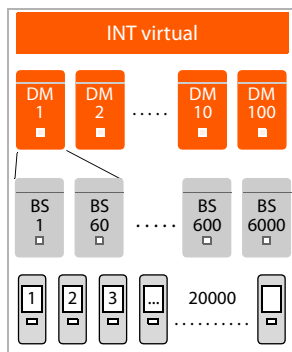 INT virtual
DM 1
DM 2
.....
DM 10
DM 100
BS 1
BS 60
.....
BS 600
BS 6000
1
2
3
...
20000
..........